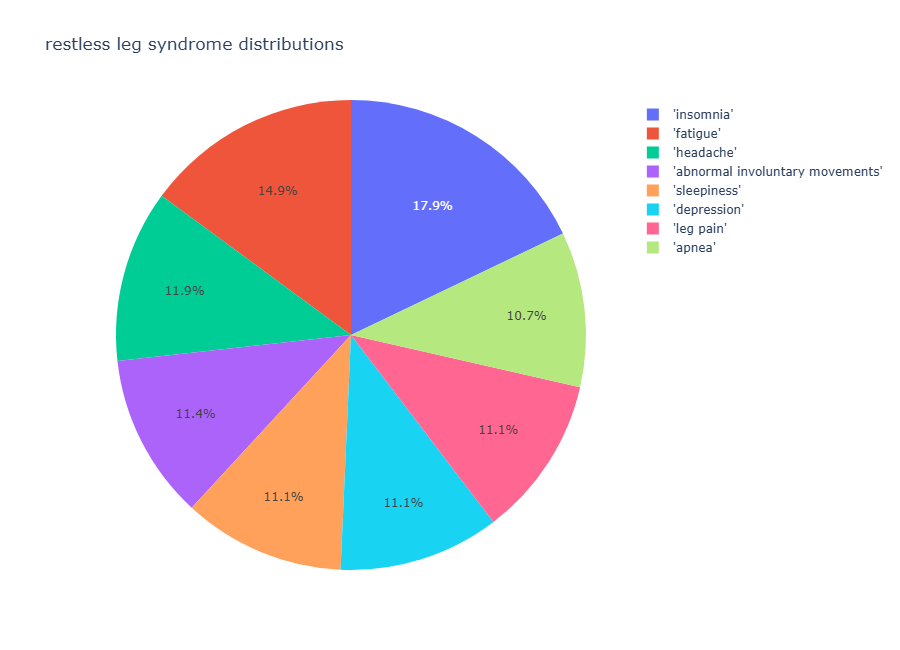 restless leg syndrome distributions
'insomnia'
'fatigue'
'headache'
'abnormal involuntary movements'
'sleepiness'
'depression'
'leg pain'
'apnea'
14.9%
17.9%
11.9%
10.7%
11.4%
11.1%
11.1%
11.1%